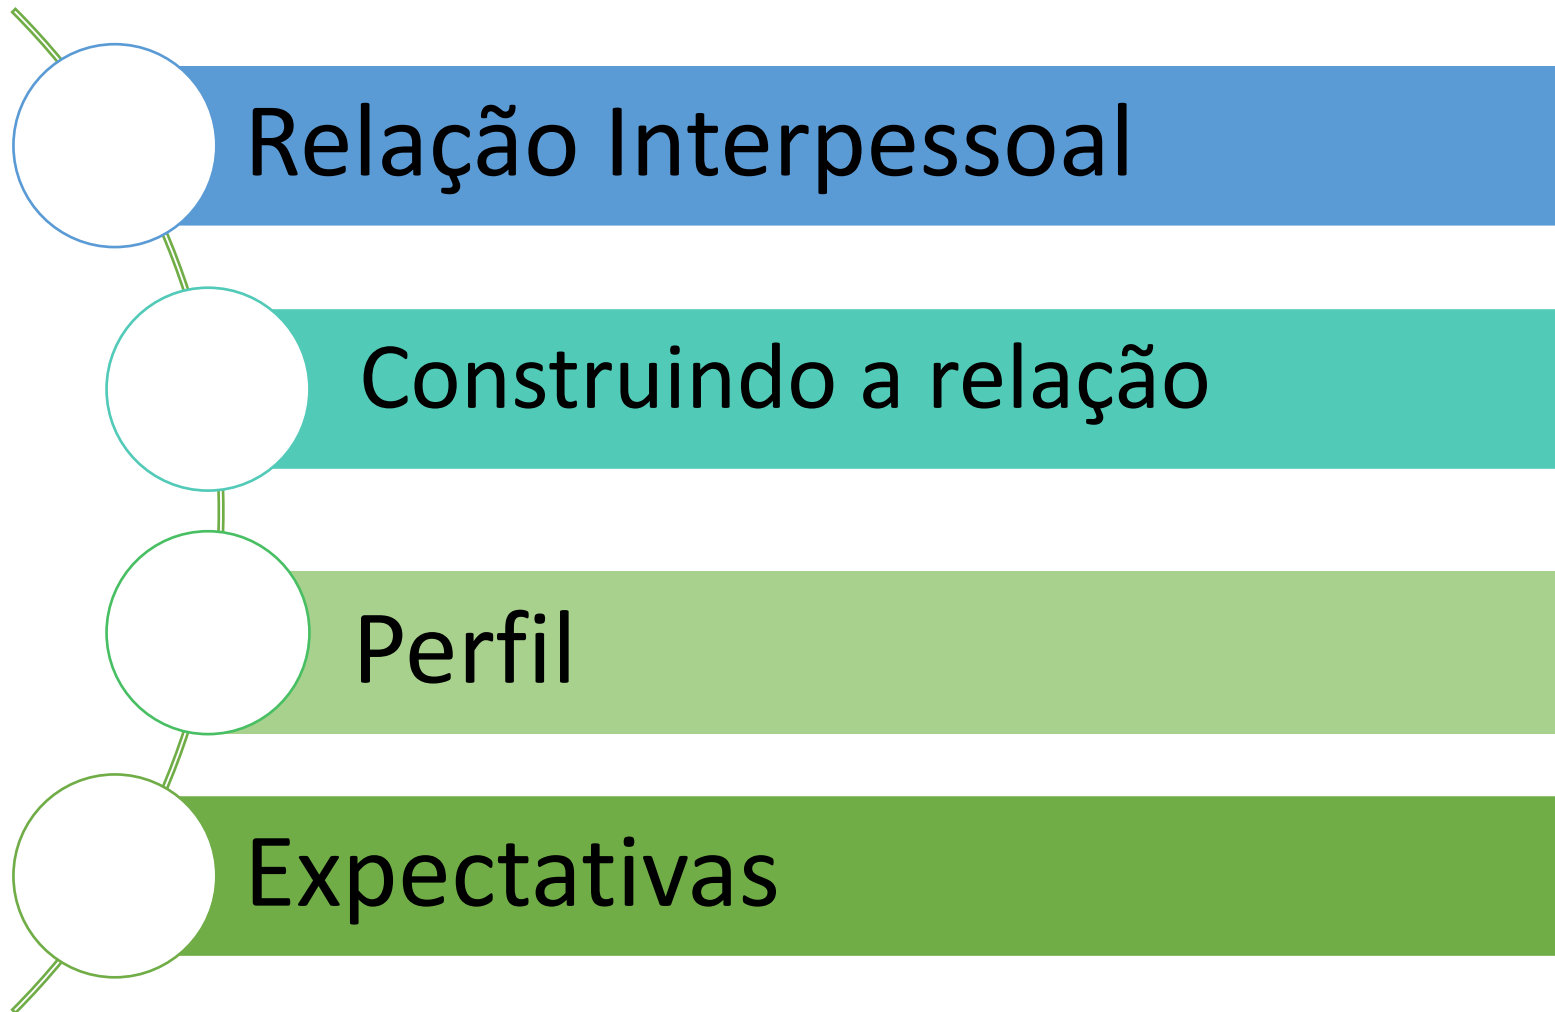 Relação Interpessoal
Construindo a relação
Perfil
Expectativas